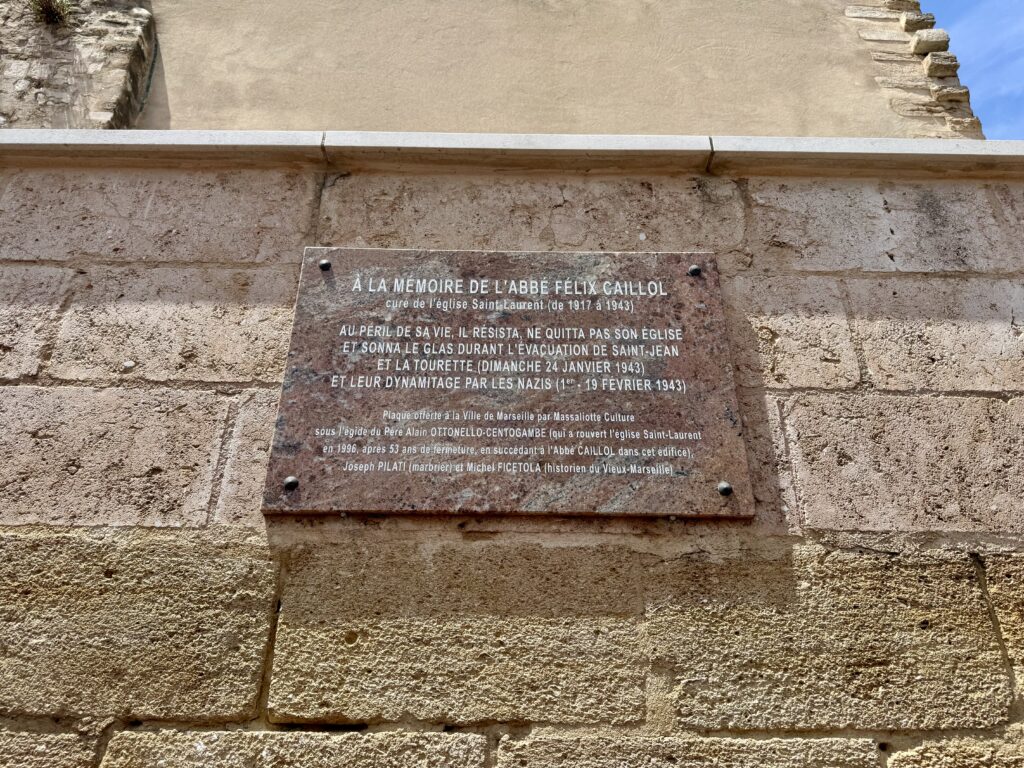 À LA MÉMOIRE DE L'ABBÉ FÉLIX CAILLOL
curé de l'église Saint-Laurent (de 1917 à 1943)
AU PÉRIL DE SA VIE, IL RÉSISTA, NE QUITTA PAS SON ÉGLISE
ET SONNA LE GLAS DURANT L'ÉVACUATION DE SAINT-JEAN
ET LA TOURETTE (DIMANCHE 24 JANVIER 1943)
ET LEUR DYNAMITAGE PAR LES NAZIS (1er - 19 FÉVRIER 1943)
Plaque offerte à la Ville de Marseille par Massaliotte Culture
sous l'égide du Père Alain OTTONELLO-CENTOGAMBE (qui a rouvert l'église Saint-Laurent
en 1996, après 53 ans de fermeture, en succédant à l'Abbé CAILLOL dans cet édifice),
Joseph PILATI (marbrier) et Michel FICETOLA (historien du Vieux-Marseille)